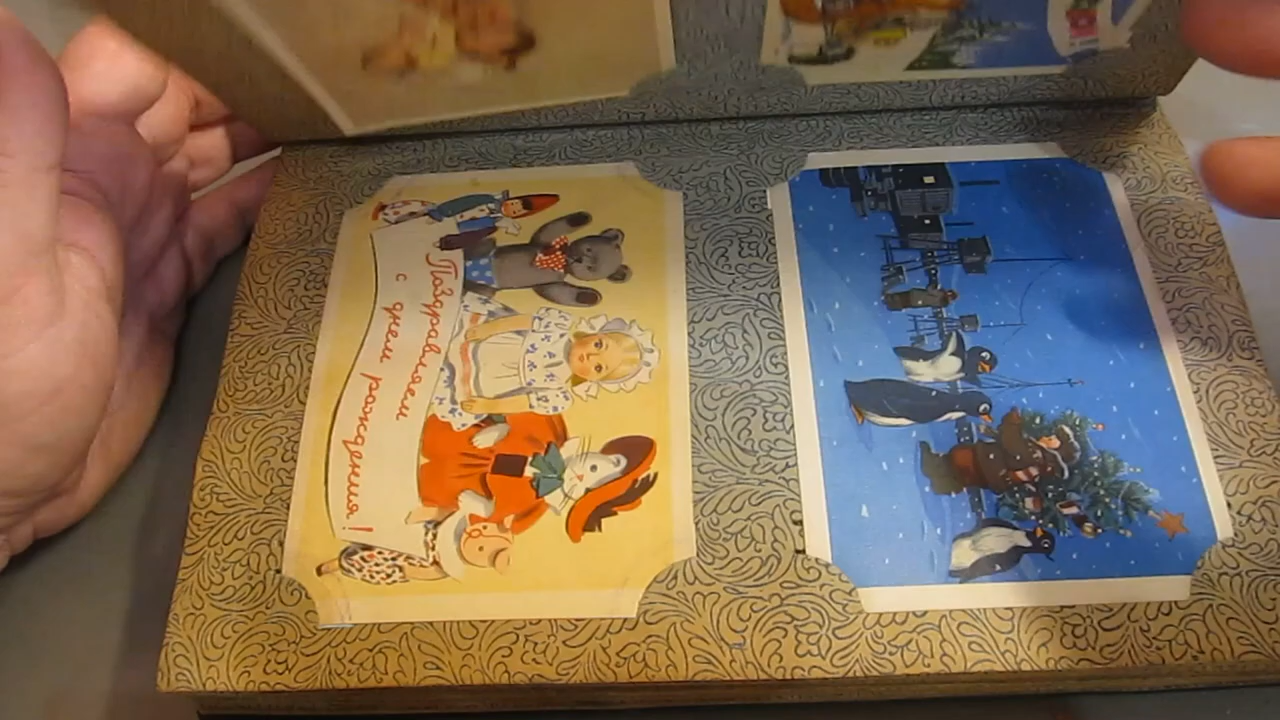 Поздравляем
с днем рождения!